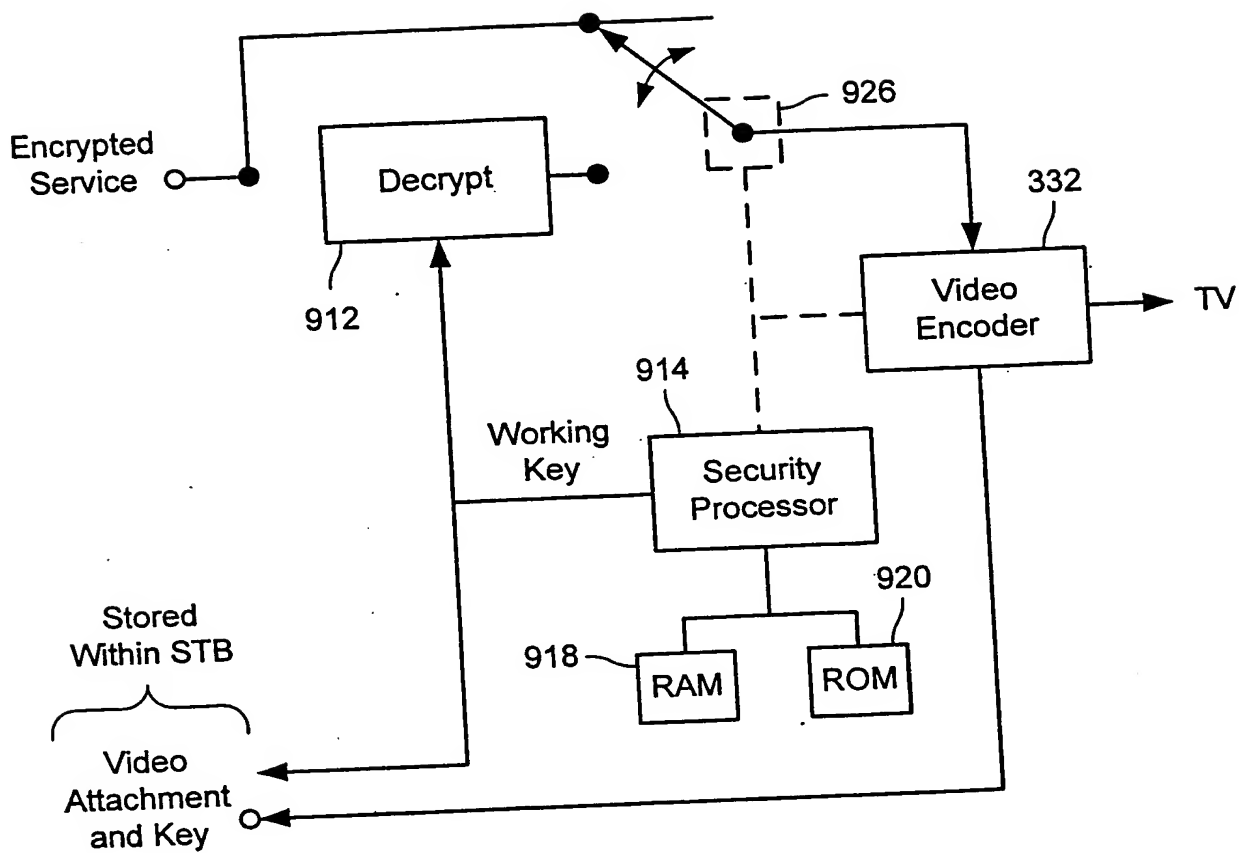 926
Encrypted
Service
Decrypt
332
912
Video
Encoder
TV
914
Working
Key
Security
Processor
920
Stored
Within STB
918
RAM
ROM
Video
Attachment
and Key